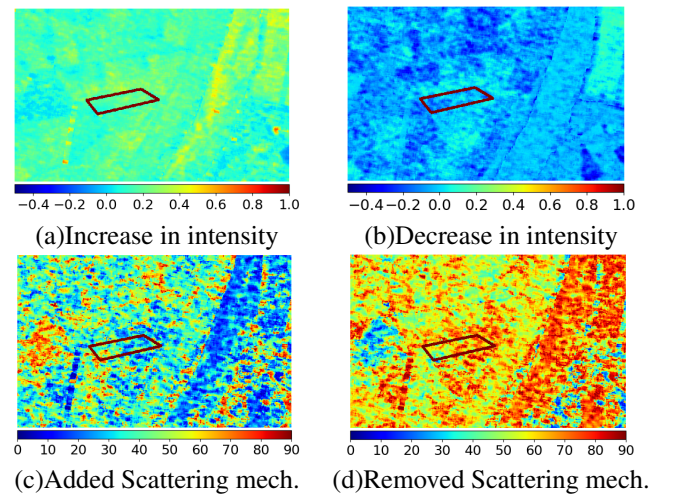 −0.4 −0.2 0.0 0.2 0.4 0.6 0.8 1.0 −0.4 −0.2 0.0 0.2 0.4 0.6 0.8 1.0
(a)Increase in intensity (b)Decrease in intensity
0 10 20 30 40 50 60 70 80 90 0 10 20 30 40 50 60 70 80 90
(c)Added Scattering mech. (d)Removed Scattering mech.